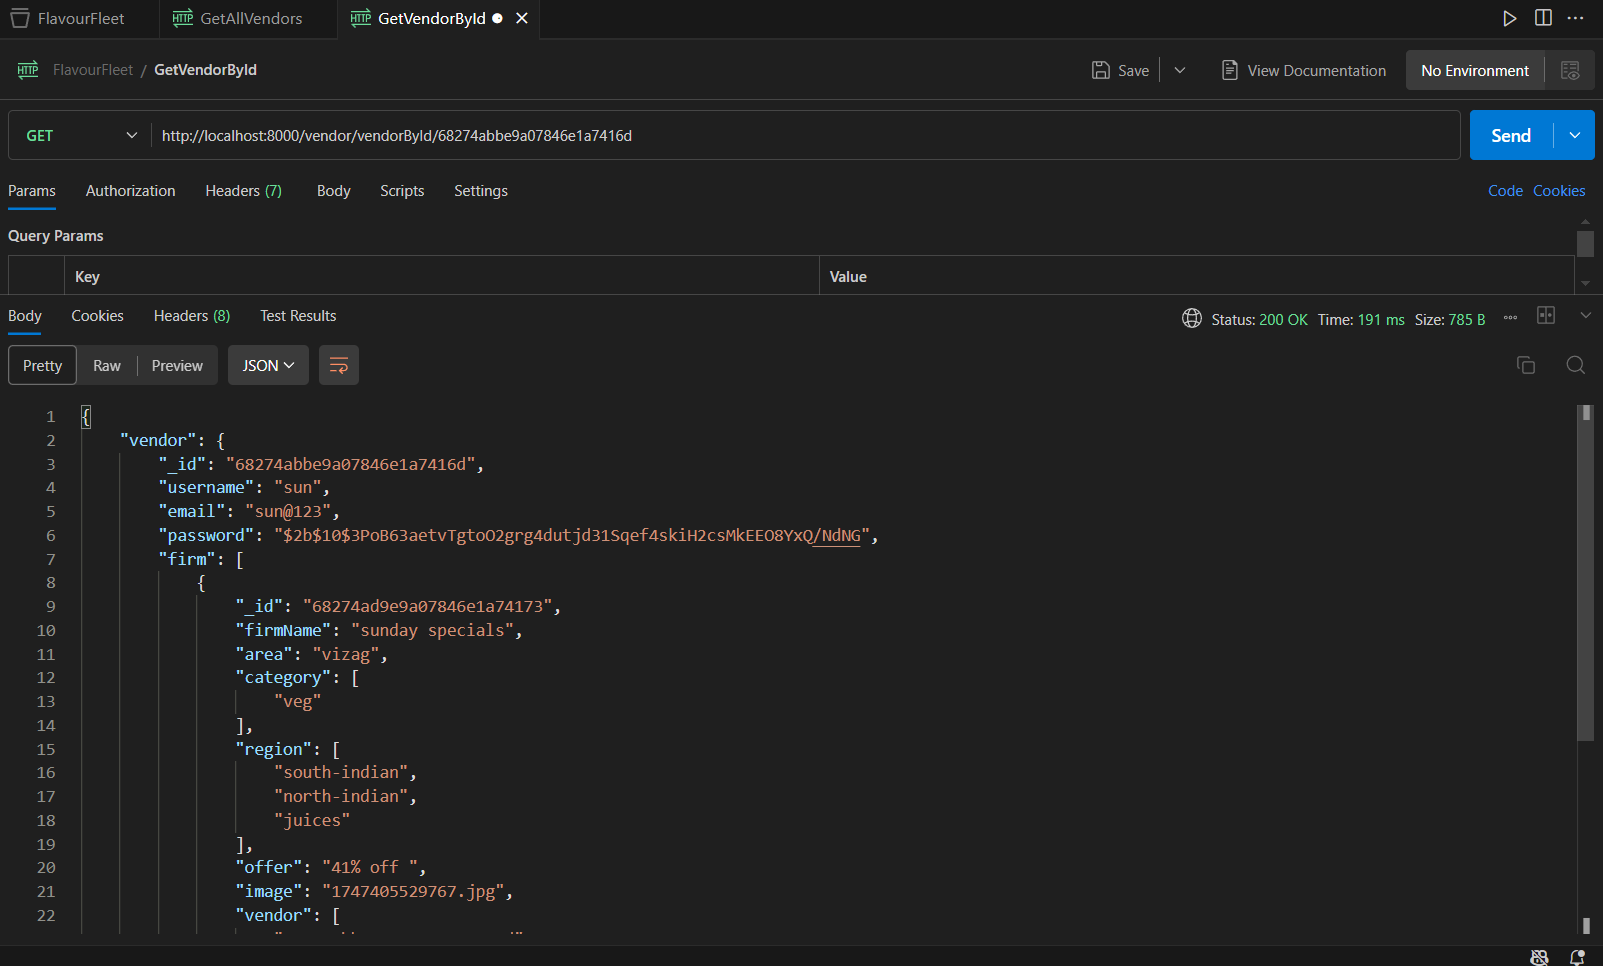 FlavourFleet
HTTP GetAllVendors
HTTP GetVendorById
HTTP FlavourFleet / GetVendorById
Save
View Documentation
No Environment
GET
http://localhost:8000/vendor/vendorById/68274abbe9a07846e1a7416d
Send
Params Authorization Headers (7) Body Scripts Settings
Code Cookies
Query Params
Key Value
Body Cookies Headers (8) Test Results
Status: 200 OK Time: 191 ms Size: 785 B
Pretty Raw Preview JSON
1 {
2 "vendor": {
3 "_id": "68274abbe9a07846e1a7416d",
4 "username": "sun",
5 "email": "sun@123",
6 "password": "$2b$10$3PoB63aetvTgtoO2grg4dutjd31Sqef4skiH2csMkEEO8YxQ/NdNG",
7 "firm": [
8 {
9 "_id": "68274ad9e9a07846e1a74173",
10 "firmName": "sunday specials",
11 "area": "vizag",
12 "category": [
13 "veg"
14 ],
15 "region": [
16 "south-indian",
17 "north-indian",
18 "juices"
19 ],
20 "offer": "41% off ",
21 "image": "1747405529767.jpg",
22 "vendor": [